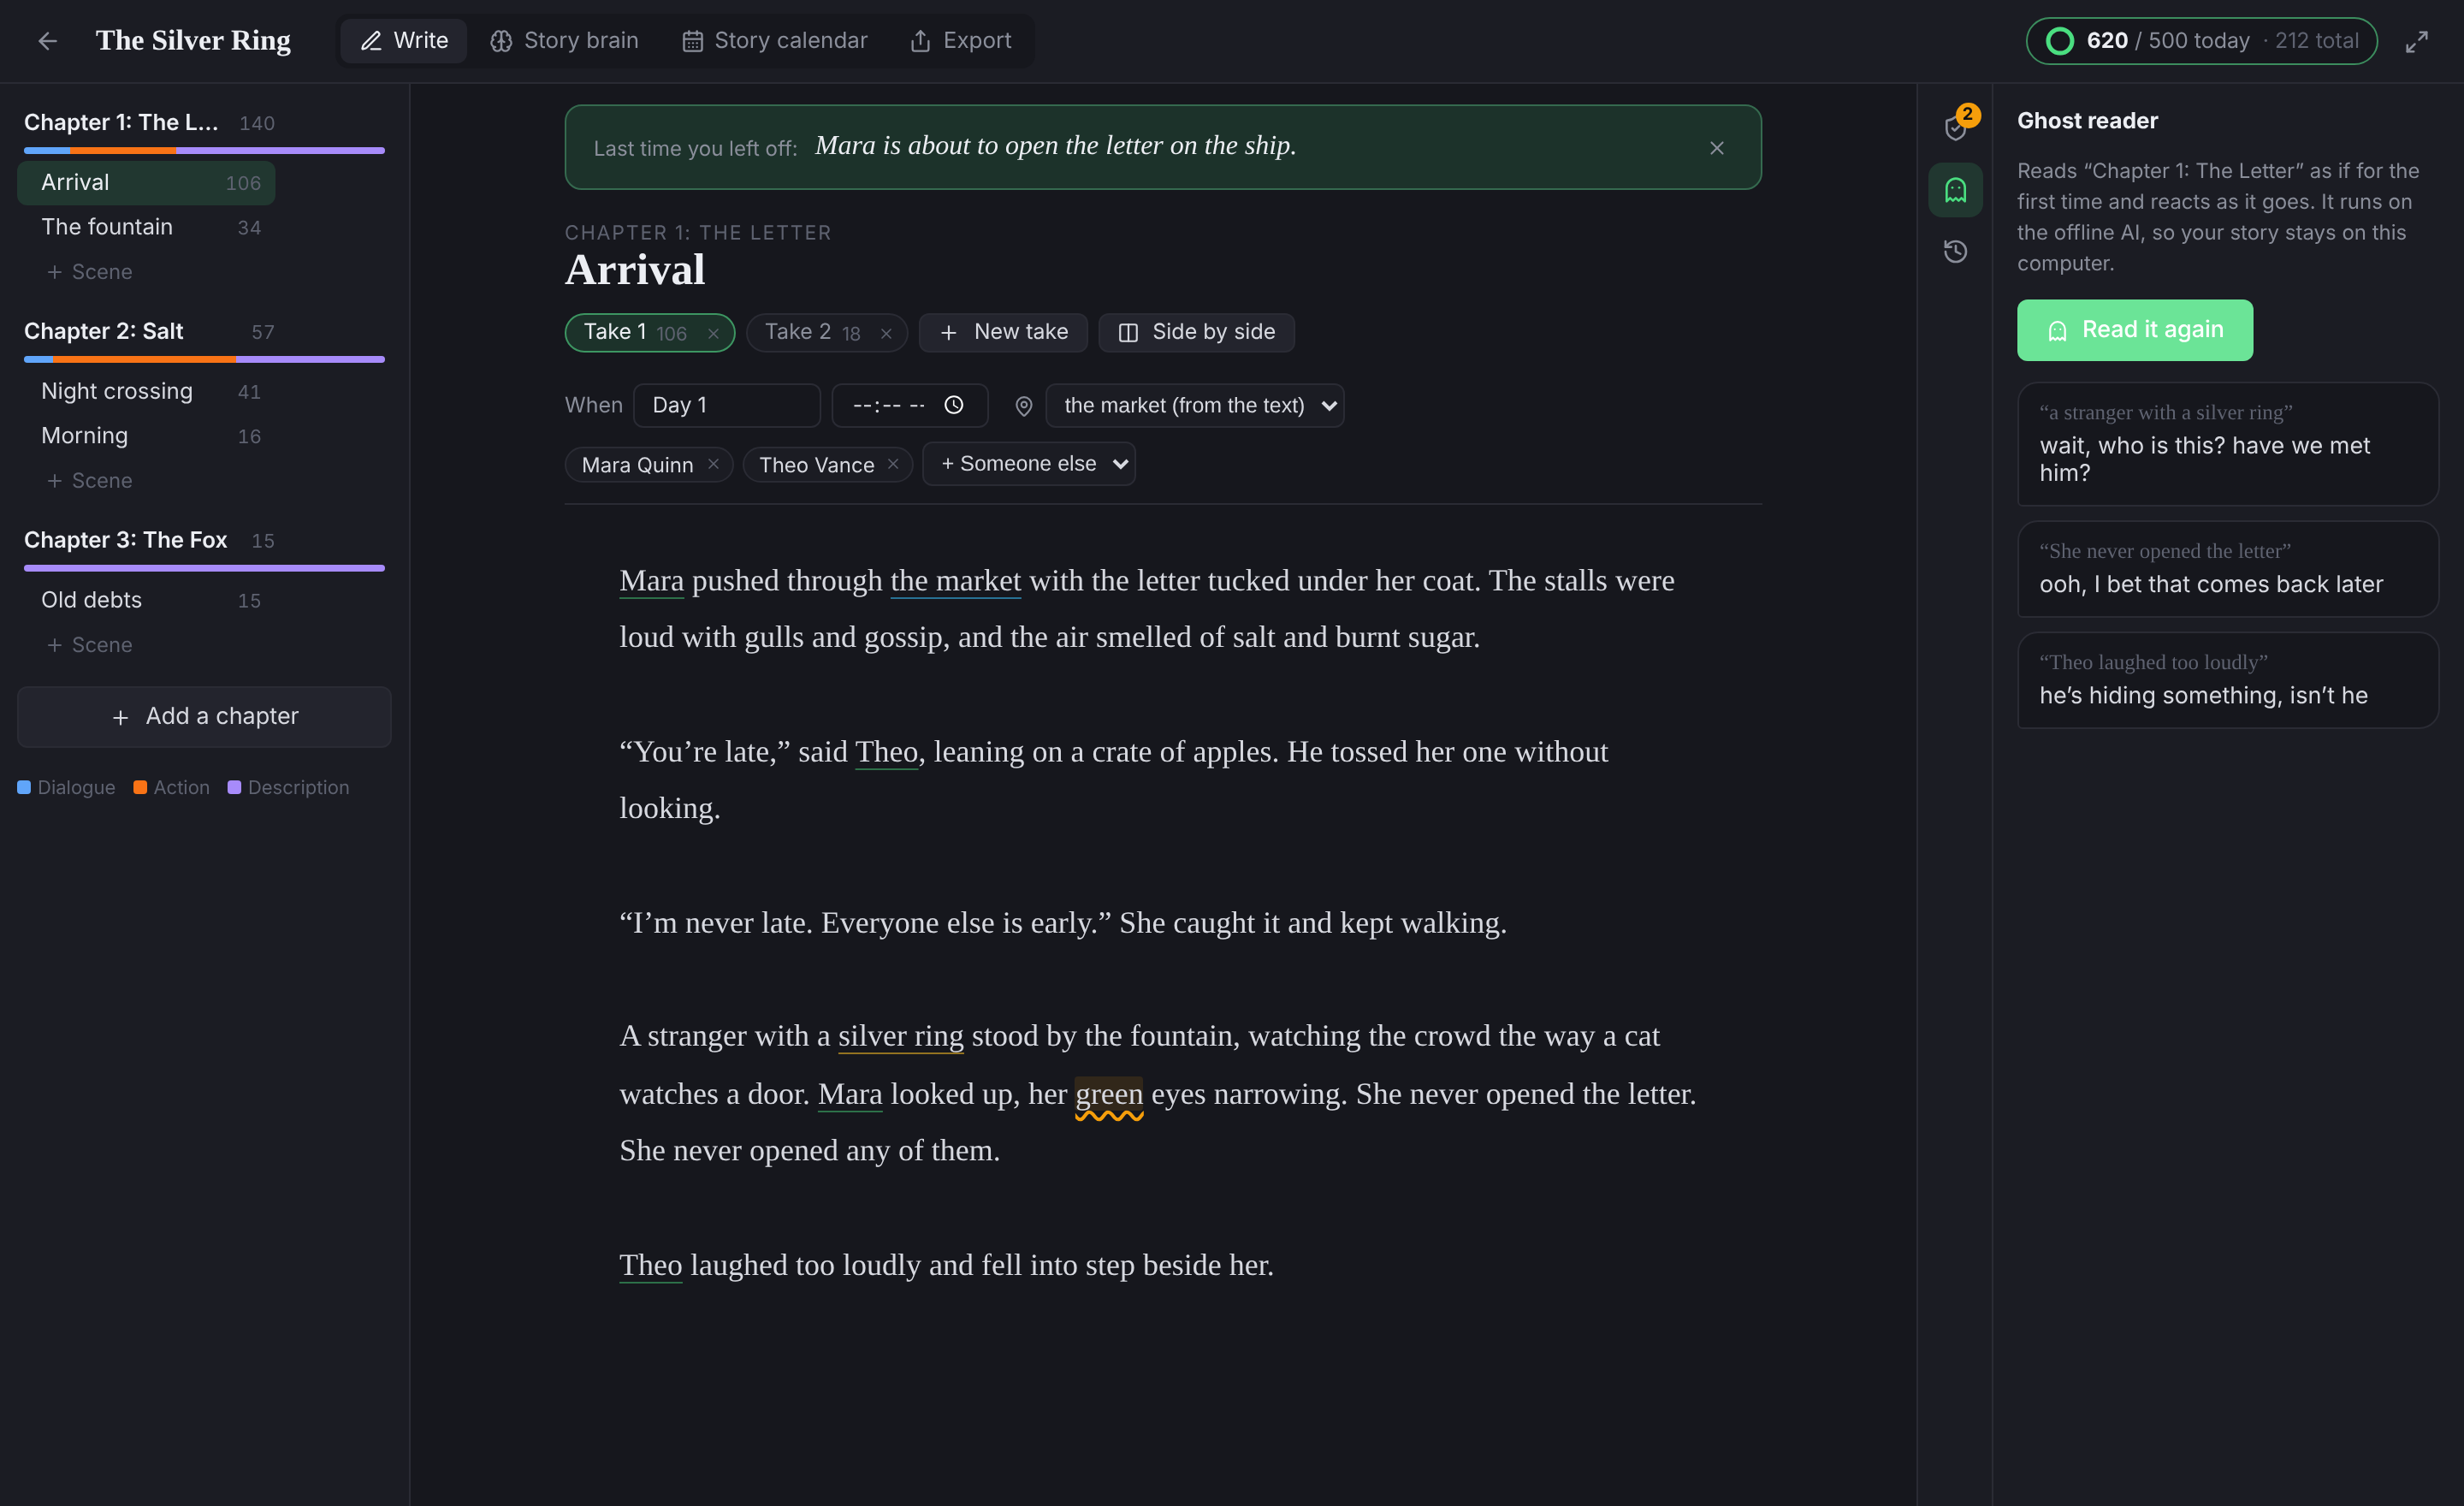 The Silver Ring
Write
Story brain
Story calendar
Export
620 / 500 today · 212 total
Chapter 1: The L... 140
Arrival 106
The fountain 34
+ Scene
Chapter 2: Salt 57
Night crossing 41
Morning 16
+ Scene
Chapter 3: The Fox 15
Old debts 15
+ Scene
+ Add a chapter
Dialogue Action Description
Last time you left off: Mara is about to open the letter on the ship.
CHAPTER 1: THE LETTER
Arrival
Take 1 106 × Take 2 18 × + New take Side by side
When Day 1 --:-- -- the market (from the text)
Mara Quinn × Theo Vance × + Someone else
Mara pushed through the market with the letter tucked under her coat. The stalls were
loud with gulls and gossip, and the air smelled of salt and burnt sugar.
“You’re late,” said Theo, leaning on a crate of apples. He tossed her one without
looking.
“I’m never late. Everyone else is early.” She caught it and kept walking.
A stranger with a silver ring stood by the fountain, watching the crowd the way a cat
watches a door. Mara looked up, her green eyes narrowing. She never opened the letter.
She never opened any of them.
Theo laughed too loudly and fell into step beside her.
2
Ghost reader
Reads “Chapter 1: The Letter” as if for the
first time and reacts as it goes. It runs on
the offline AI, so your story stays on this
computer.
Read it again
“a stranger with a silver ring”
wait, who is this? have we met
him?
“She never opened the letter”
ooh, I bet that comes back later
“Theo laughed too loudly”
he’s hiding something, isn’t he